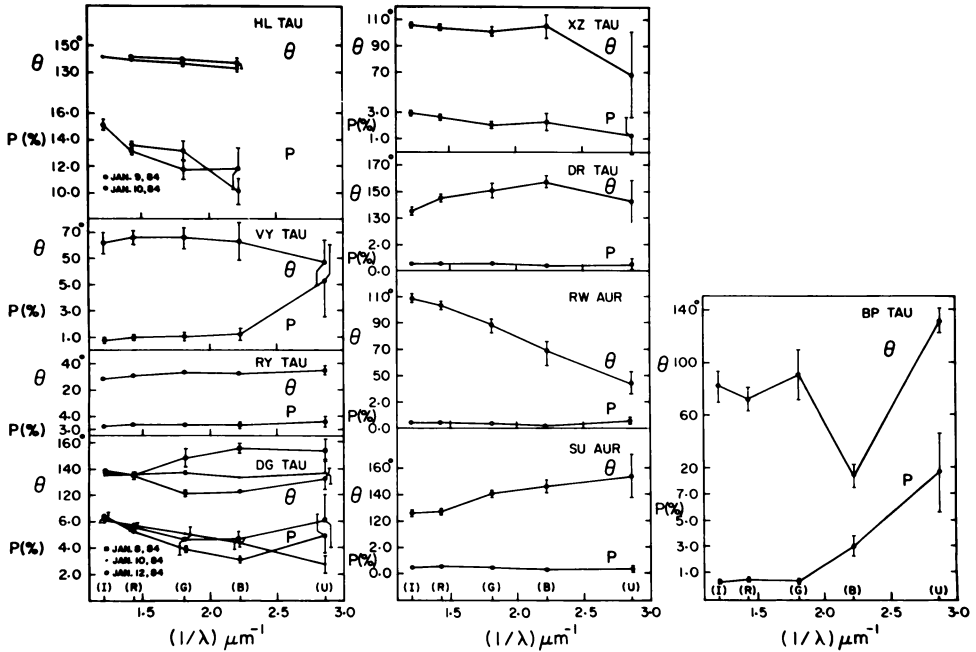 HL TAU
150°
θ
θ
130
16.0
P(%)
14.0
P
12.0
JAN. 9, 84
JAN. 10, 84
10.0
70°
VY TAU
θ
60
θ
50
5.0
P(%)
3.0
P
1.0
40°
RY TAU
θ
20
θ
P
P(%)
4.0
3.0
160°
DG TAU
θ
140
θ
120
6.0
P
P(%)
4.0
JAN. 8, 84
JAN. 10, 84
JAN. 12, 84
2.0
(I) (R) (G) (B) (U)
1.5 2.0 2.5 3.0
(1/λ) μm⁻¹
110°
XZ TAU
θ
θ
90
70
3.0
P
P(%)
1.0
170°
DR TAU
θ
θ
150
130
2.0
P
P(%)
0.0
110°
RW AUR
90
θ
70
θ
50
2.0
P
P(%)
0.0
SU AUR
160°
θ
θ
140
120
2.0
P
P(%)
0.0
(I) (R) (G) (B) (U)
1.5 2.0 2.5 3.0
(1/λ) μm⁻¹
140°
BP TAU
θ
θ
100
60
20
P
7.0
P(%)
5.0
3.0
1.0
(I) (R) (G) (B) (U)
1.5 2.0 2.5 3.0
(1/λ) μm⁻¹